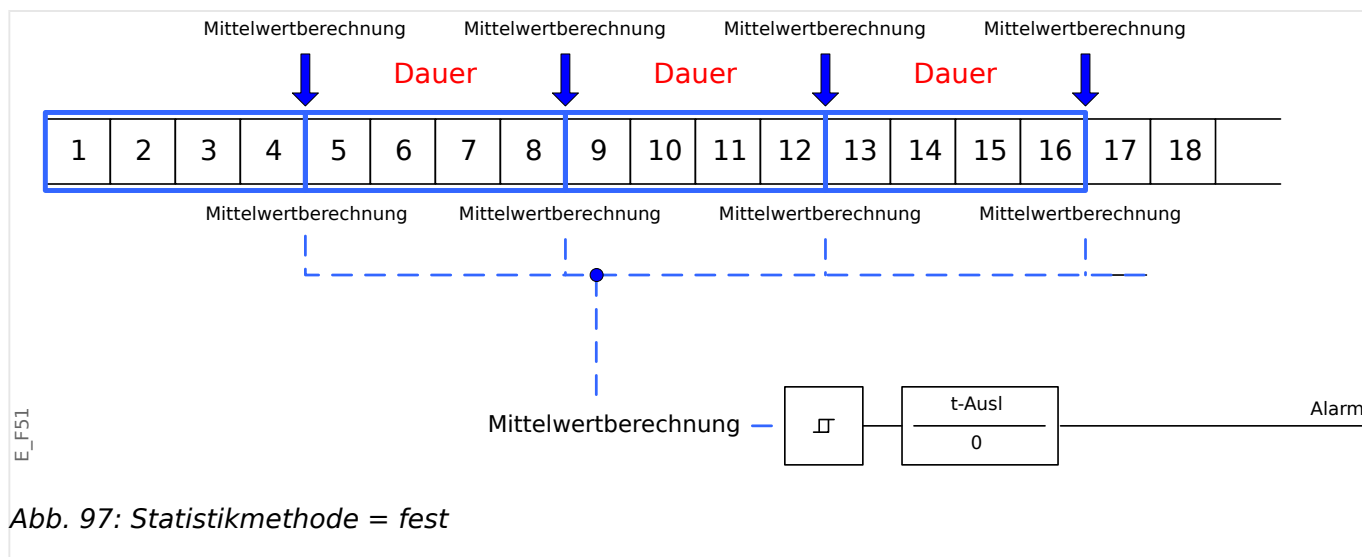 Mittelwertberechnung Mittelwertberechnung Mittelwertberechnung Mittelwertberechnung
Dauer Dauer Dauer
1 2 3 4 5 6 7 8 9 10 11 12 13 14 15 16 17 18
Mittelwertberechnung Mittelwertberechnung Mittelwertberechnung Mittelwertberechnung
t-Ausl
Alarm
Mittelwertberechnung
0
E_F51
Abb. 97: Statistikmethode = fest